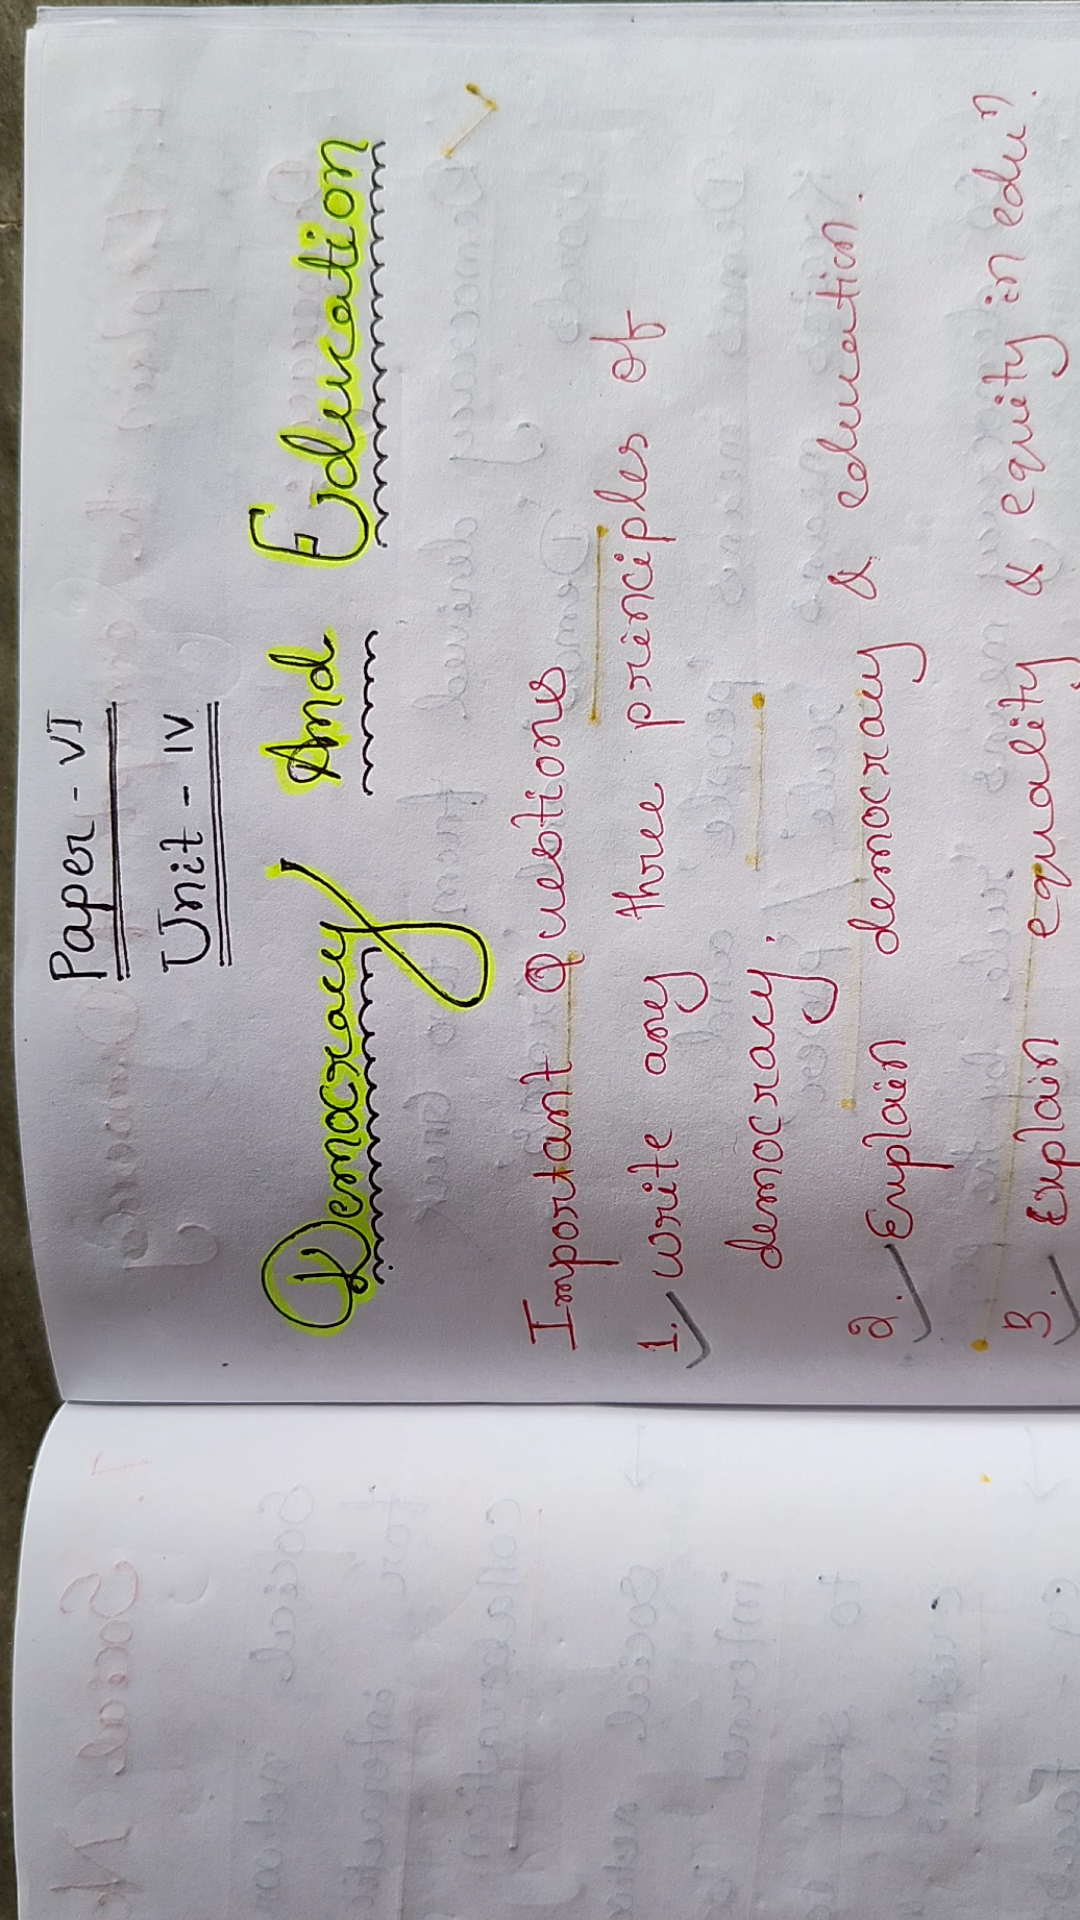 Paper - VI
Unit - IV
Democracy And Education
Important Questions
1. write any three principles of
democracy.
2. Explain democracy & education.
3. Explain equality & equity in edun.